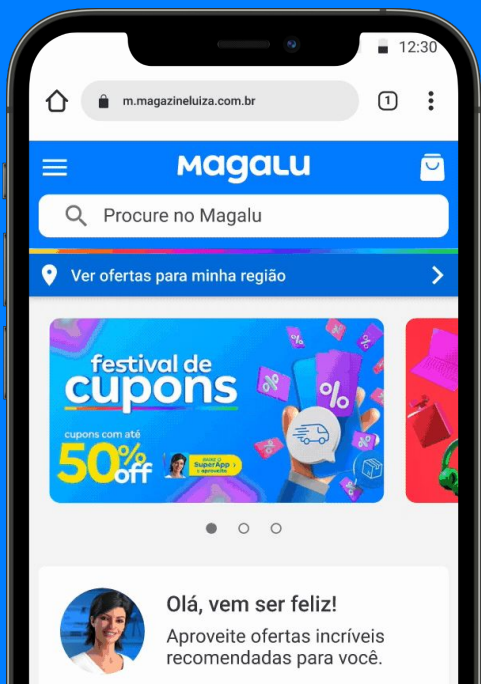 12:30
m.magazineluiza.com.br
1
Magalu
Procure no Magalu
Ver ofertas para minha região
festival de
cupons
cupons com até
50%
off
SuperApp
e aproveite
Olá, vem ser feliz!
Aproveite ofertas incríveis
recomendadas para você.